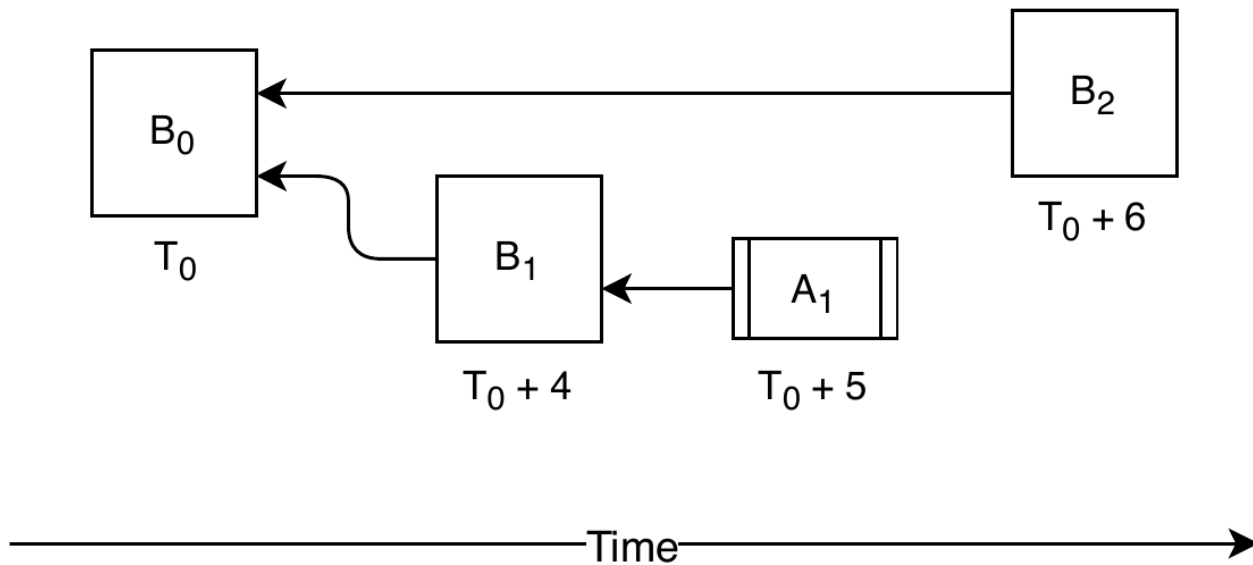 B₀
T₀
B₁
T₀ + 4
A₁
T₀ + 5
B₂
T₀ + 6
Time